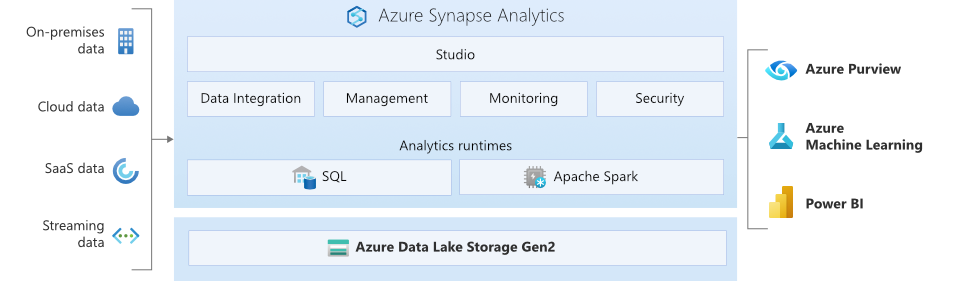 On-premises
data
Cloud data
SaaS data
Streaming
data
Azure Synapse Analytics
Studio
Data Integration
Management
Monitoring
Security
Analytics runtimes
SQL
Apache Spark
Azure Data Lake Storage Gen2
Azure Purview
Azure
Machine Learning
Power BI